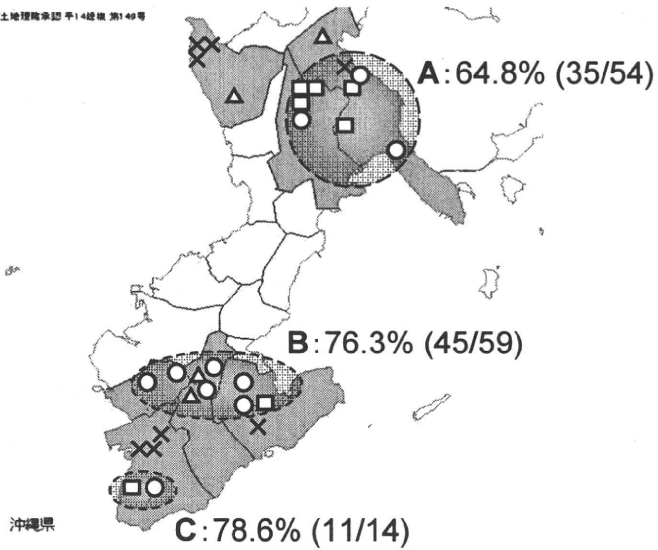 土地理院承認 平14総複 第149号
A:64.8% (35/54)
B:76.3% (45/59)
沖縄県
C:78.6% (11/14)